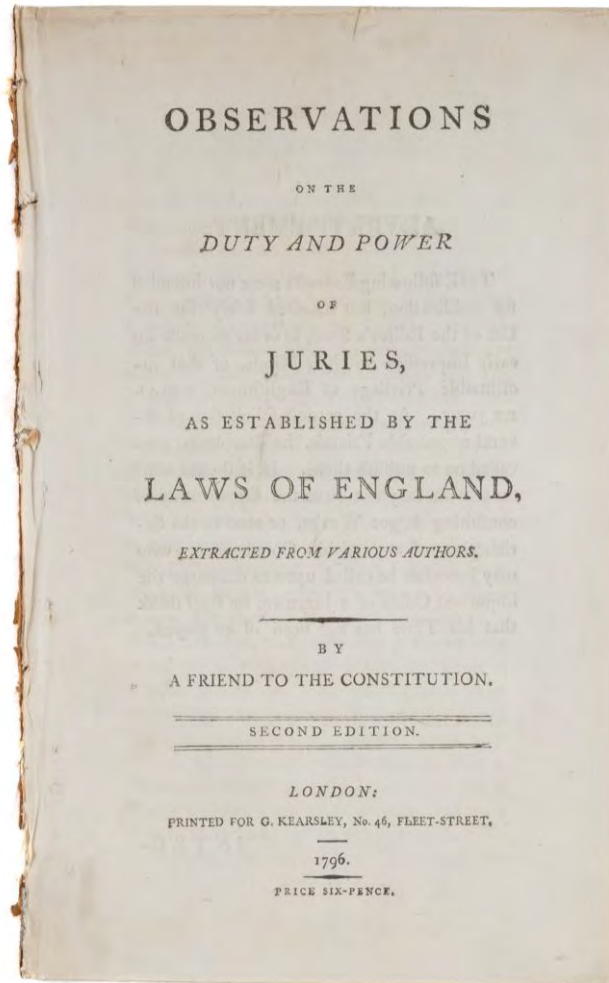 OBSERVATIONS
ON THE
DUTY AND POWER
OF
JURIES,
AS ESTABLISHED BY THE
LAWS OF ENGLAND,
EXTRACTED FROM VARIOUS AUTHORS.
BY
A FRIEND TO THE CONSTITUTION.
SECOND EDITION.
LONDON:
PRINTED FOR G. KEARSLEY, No. 46, FLEET-STREET.
1796.
PRICE SIX-PENCE.